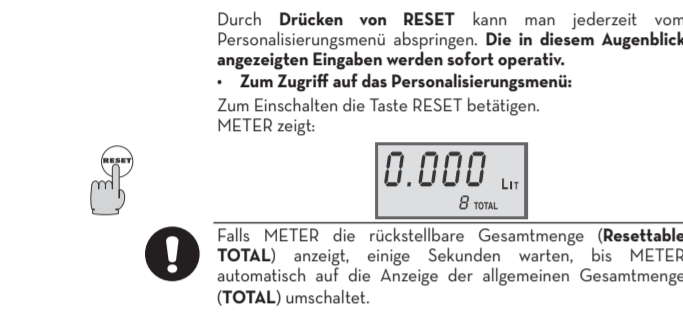 Durch Drücken von RESET kann man jederzeit vom
Personalisierungsmenü abspringen. Die in diesem Augenblick
angezeigten Eingaben werden sofort operativ.
• Zum Zugriff auf das Personalisierungsmenü:
Zum Einschalten die Taste RESET betätigen.
METER zeigt:
RESET
0.000 LIT
8 TOTAL
Falls METER die rückstellbare Gesamtmenge (Resettable
TOTAL) anzeigt, einige Sekunden warten, bis METER
automatisch auf die Anzeige der allgemeinen Gesamtmenge
(TOTAL) umschaltet.